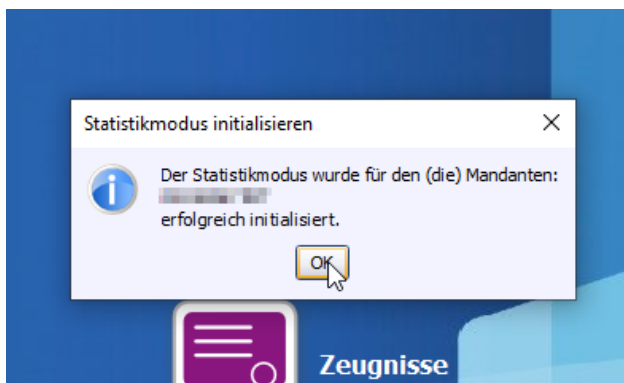 Statistikmodus initialisieren
Der Statistikmodus wurde für den (die) Mandanten:
erfolgreich initialisiert.
OK
Zeugnisse